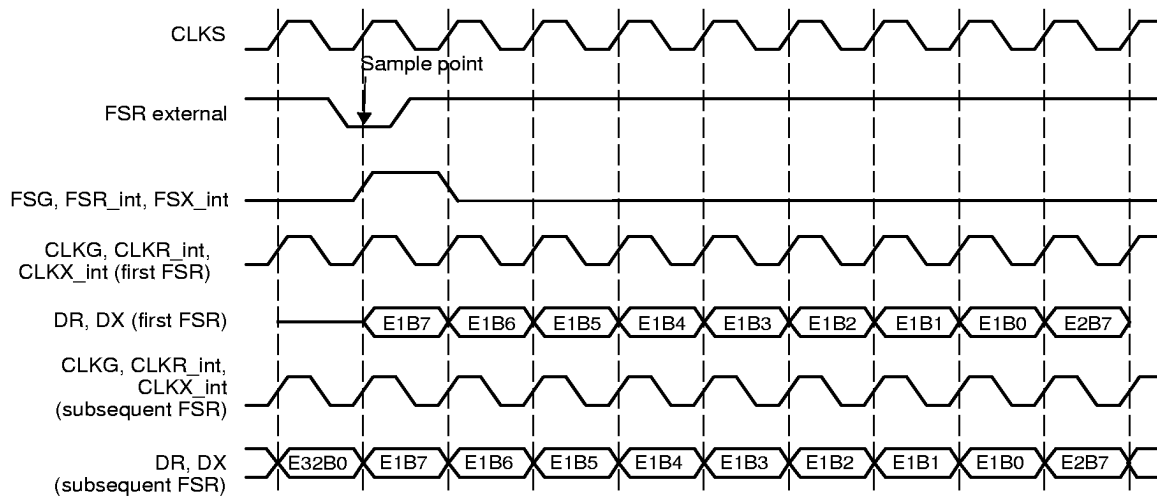 CLKS
Sample point
FSR external
FSG, FSR_int, FSX_int
CLKG, CLKR_int,
CLKX_int (first FSR)
DR, DX (first FSR)
E1B7 E1B6 E1B5 E1B4 E1B3 E1B2 E1B1 E1B0 E2B7
CLKG, CLKR_int,
CLKX_int
(subsequent FSR)
DR, DX
(subsequent FSR)
E32B0 E1B7 E1B6 E1B5 E1B4 E1B3 E1B2 E1B1 E1B0 E2B7